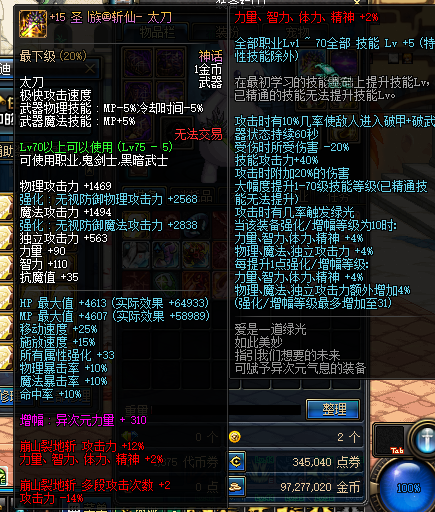 +15 圣 族 斩仙- 太刀
最下级 (20%)
神话
1金币
武器
太刀
极快攻击速度
武器物理技能 : MP-5%冷却时间-5%
武器魔法技能 : MP+5%
无法交易
Lv70以上可以使用 (Lv75 - 5)
可使用职业,鬼剑士,黑暗武士
物理攻击力 +1469
强化 : 无视防御物理攻击力 +2568
魔法攻击力 +1494
强化 : 无视防御魔法攻击力 +2838
独立攻击力 +563
力量 +90
智力 +110
抗魔值 +35
HP 最大值 +4613 (实际效果 +64933)
MP 最大值 +4607 (实际效果 +58989)
移动速度 +25%
施放速度 +15%
所有属性强化 +33
物理暴击率 +10%
魔法暴击率 +10%
命中率 +10%
增幅 : 异次元力量 + 310
崩山裂地斩 攻击力 +12%
力量、智力、体力、精神 +2%
崩山裂地斩 多段攻击次数 +2
攻击力 -14%
力量、智力、体力、精神 +2%
全部职业Lv1 ~ 70全部 技能 Lv +5 (特
性技能除外)
在最初学习的技能基础上提升技能Lv,
已精通的技能无法提升技能Lv。
攻击时有10%几率使敌人进入破甲+破武
器状态持续60秒
受伤时所受伤害 -20%
技能攻击力+40%
攻击时附加20%的伤害
大幅度提升1-70级技能等级(已精通技
能无法提升)
攻击时有几率触发绿光
当该装备强化/增幅等级为10时:
力量、智力、体力、精神 +4%
物理、魔法、独立攻击力 +4%
每提升1点强化/增幅等级:
力量、智力、体力、精神 +4%
物理、魔法、独立攻击力额外增加4%
(强化/增幅等级最多增加至31)
爱是一道绿光
如此美妙
指引我们想要的未来
可赋予异次元气息的装备
整理
0 个
2 个
代币券
345,040 点券
97,277,020 金币
Tab
100%